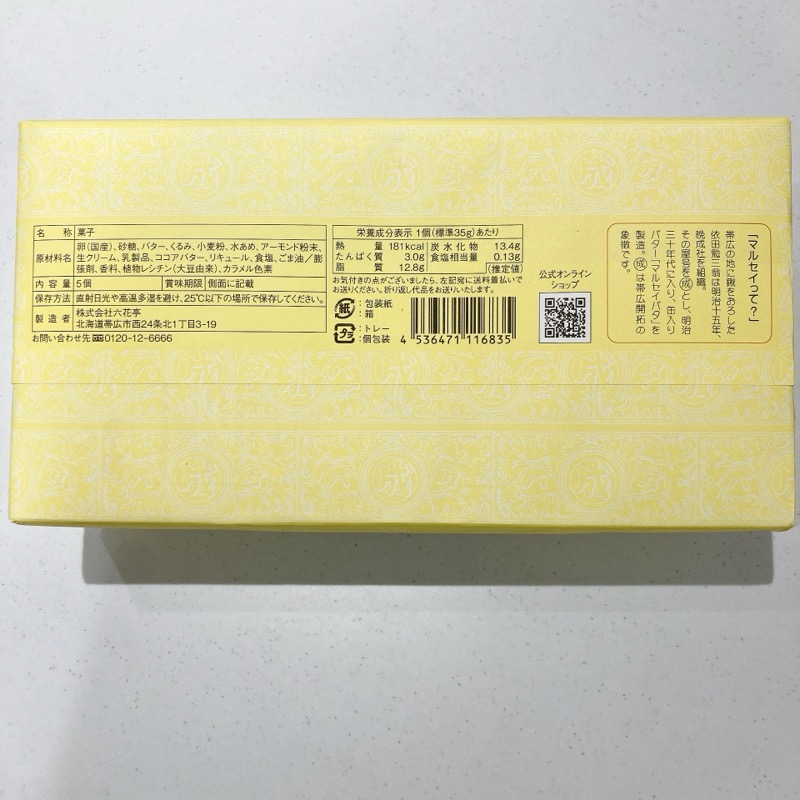 名　称 菓子
原材料名 卵(国産)、砂糖、バター、くるみ、小麦粉、水あめ、アーモンド粉末、
生クリーム、乳製品、ココアバター、リキュール、食塩、ごま油／膨
張剤、香料、植物レシチン(大豆由来)、カラメル色素
内容量 5個 賞味期限 側面に記載
保存方法 直射日光や高温多湿を避け、25℃以下の場所で保存してください。
製造者 株式会社六花亭
北海道帯広市西24条北1丁目3-19
お問い合わせ先 0120-12-6666
栄養成分表示 1個(標準35g)あたり
熱量 181kcal 炭水化物 13.4g
たんぱく質 3.0g 食塩相当量 0.13g
脂質 12.8g (推定値)
お気付きの点がございましたら、左記宛に送料着払いで
お送りください。折り返し代品をお送りいたします。
紙 :包装紙
:箱
プラ :トレー
:個包装
4 536471 116835
公式オンライン
ショップ
「マルセイって?」
帯広の地に鍬をおろした
依田勉三翁は明治十五年、
晩成社を組織。
その屋号を成とし、明治
三十年代に入り、缶入り
バター「マルセイバタ」を
製造。成は帯広開拓の
象徴です。
成 成 成 成
成 成 成